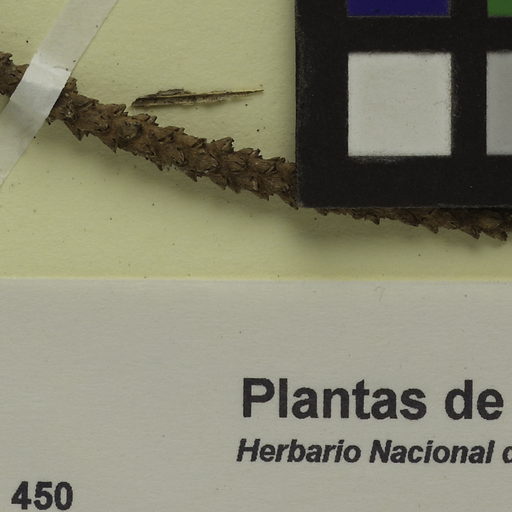 Plantas de
Herbario Nacional
450